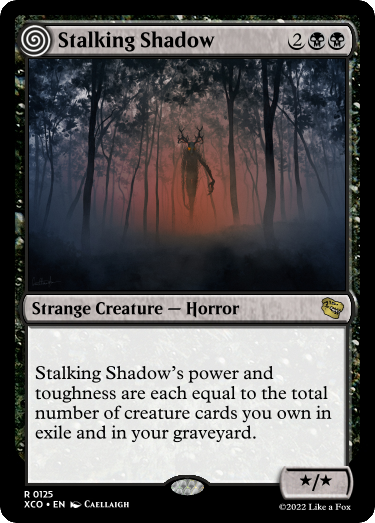 Stalking Shadow 2
Strange Creature — Horror
Stalking Shadow's power and
toughness are each equal to the total
number of creature cards you own in
exile and in your graveyard.
★/★
R 0125
XCO • EN Caellaigh
©2022 Like a Fox